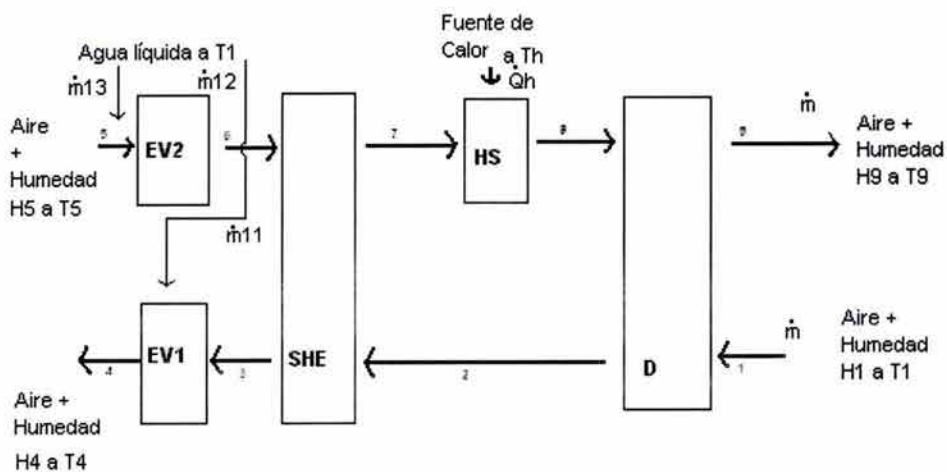 Agua líquida a T1
ṁ13
ṁ12
Aire
+
Humedad
H5 a T5
5
EV2
6
7
Fuente de
Calor
a Th
Q̇h
HS
8
9
ṁ
Aire +
Humedad
H9 a T9
ṁ11
EV1
4
3
SHE
2
D
1
ṁ
Aire +
Humedad
H1 a T1
Aire +
Humedad
H4 a T4